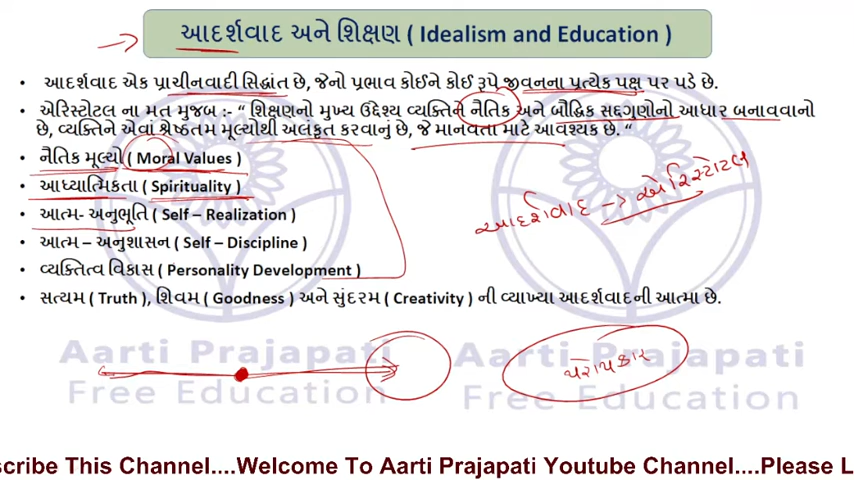 આદર્શવાદ અને શિક્ષણ ( Idealism and Education )
• આદર્શવાદ એક પ્રાચીનવાદી સિદ્ધાંત છે, જેનો પ્રભાવ કોઈને કોઈ રૂપે જીવનના પ્રત્યેક પક્ષ પર પડે છે.
• એરિસ્ટોટલ ના મત મુજબ :- “ શિક્ષણનો મુખ્ય ઉદ્દેશ્ય વ્યક્તિને નૈતિક અને બૌદ્ધિક સદ્દગુણોનો આધાર બનાવવાનો
છે, વ્યક્તિને એવાં શ્રેષ્ઠતમ મૂલ્યોથી અલંકૃત કરવાનું છે, જે માનવતા માટે આવશ્યક છે. “
• નૈતિક મૂલ્યો ( Moral Values )
• આધ્યાત્મિકતા ( Spirituality )
આદર્શવાદ → એરિસ્ટોટલ
• આત્મ- અનુભૂતિ ( Self – Realization )
• આત્મ – અનુશાસન ( Self – Discipline )
• વ્યક્તિત્વ વિકાસ ( Personality Development )
• સત્યમ ( Truth ), શિવમ ( Goodness ) અને સુંદરમ ( Creativity ) ની વ્યાખ્યા આદર્શવાદની આત્મા છે.
Aarti Prajapati Aarti Prajapati
પરોપકાર
Free Education Free Education
scribe This Channel....Welcome To Aarti Prajapati Youtube Channel....Please L